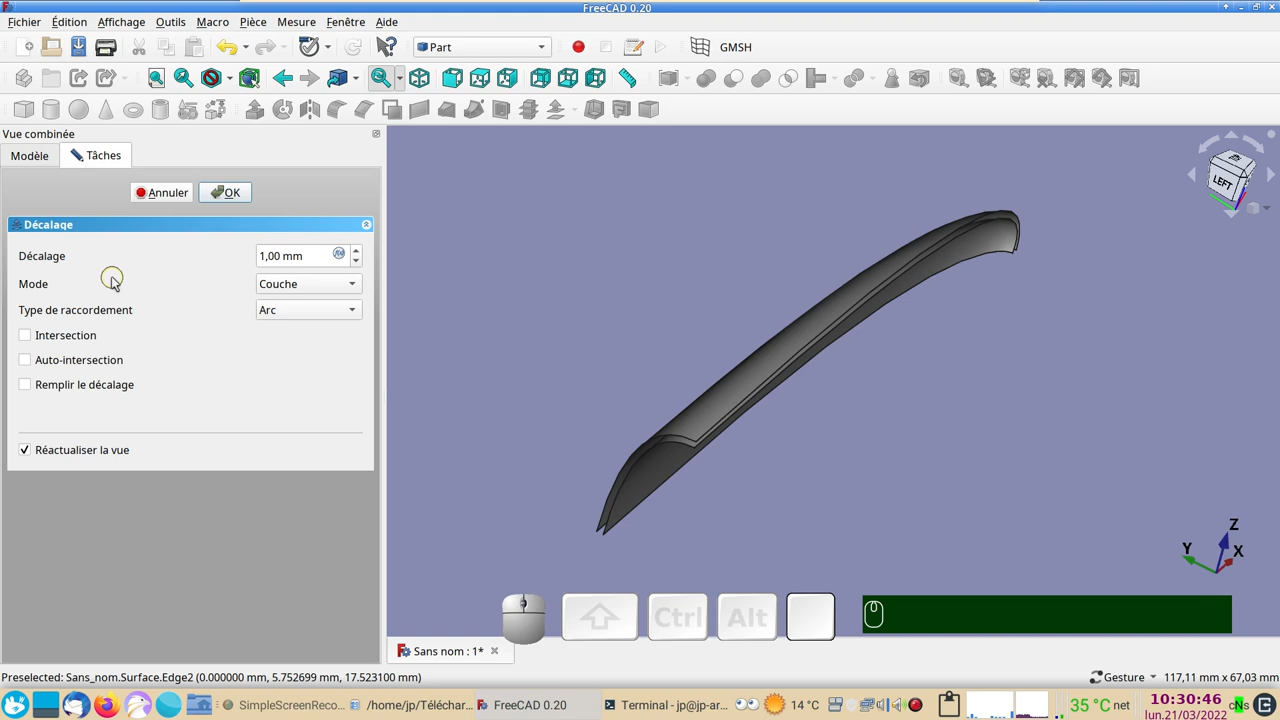 FreeCAD 0.20
Fichier Édition Affichage Outils Macro Pièce Mesure Fenêtre Aide
Part GMSH
Vue combinée
Modèle Tâches
Annuler OK
Décalage
Décalage 1,00 mm
Mode Couche
Type de raccordement Arc
Intersection
Auto-intersection
Remplir le décalage
Réactualiser la vue
LEFT
Z
Y X
Ctrl Alt
Sans nom : 1*
Preselected: Sans_nom.Surface.Edge2 (0.000000 mm, 5.752699 mm, 17.523100 mm) Gesture 117,11 mm x 67,03 mm
SimpleScreenReco... /home/jp/Téléchar... FreeCAD 0.20 Terminal - jp@jp-ar... 14 °C 35 °C net 10:30:46
lun.21/03/2022